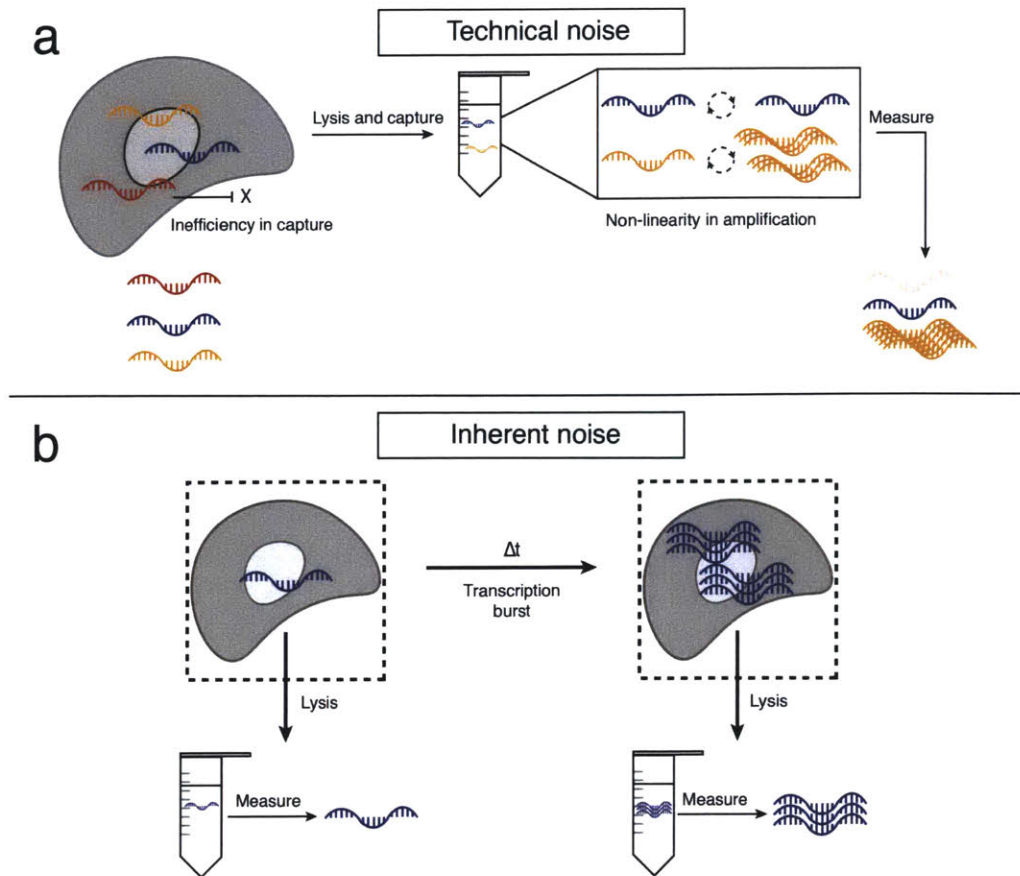 a
Technical noise
Lysis and capture
Measure
X
Inefficiency in capture
Non-linearity in amplification
b
Inherent noise
Δt
Transcription
burst
Lysis
Lysis
Measure
Measure